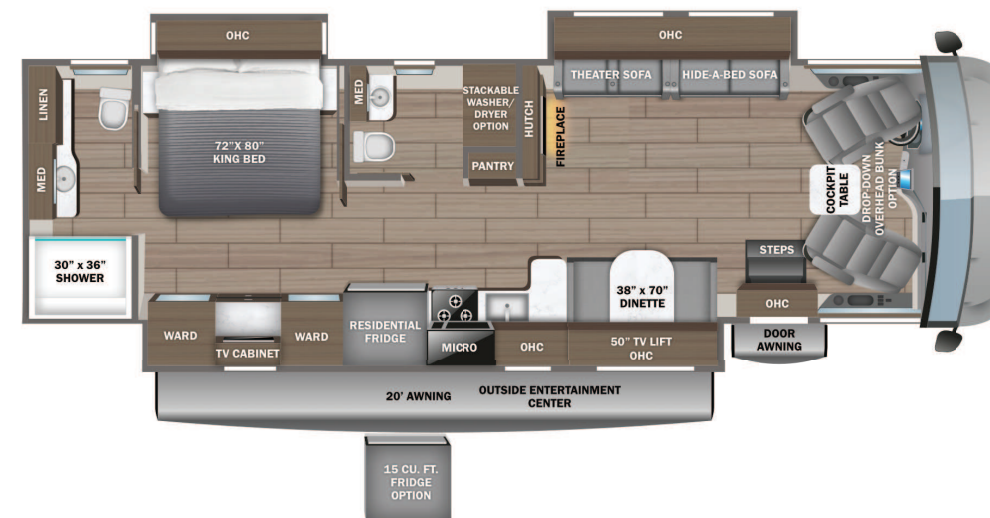 OHC
OHC
LINEN
MED
72”X 80”
KING BED
MED
STACKABLE
WASHER/
DRYER
OPTION
HUTCH
PANTRY
FIREPLACE
THEATER SOFA
HIDE-A-BED SOFA
COCKPIT
TABLE
DROP-DOWN
OVERHEAD BUNK
OPTION
30” x 36”
SHOWER
STEPS
OHC
38” x 70”
DINETTE
WARD
TV CABINET
WARD
RESIDENTIAL
FRIDGE
MICRO
OHC
50” TV LIFT
OHC
DOOR
AWNING
20’ AWNING
OUTSIDE ENTERTAINMENT
CENTER
15 CU. FT.
FRIDGE
OPTION